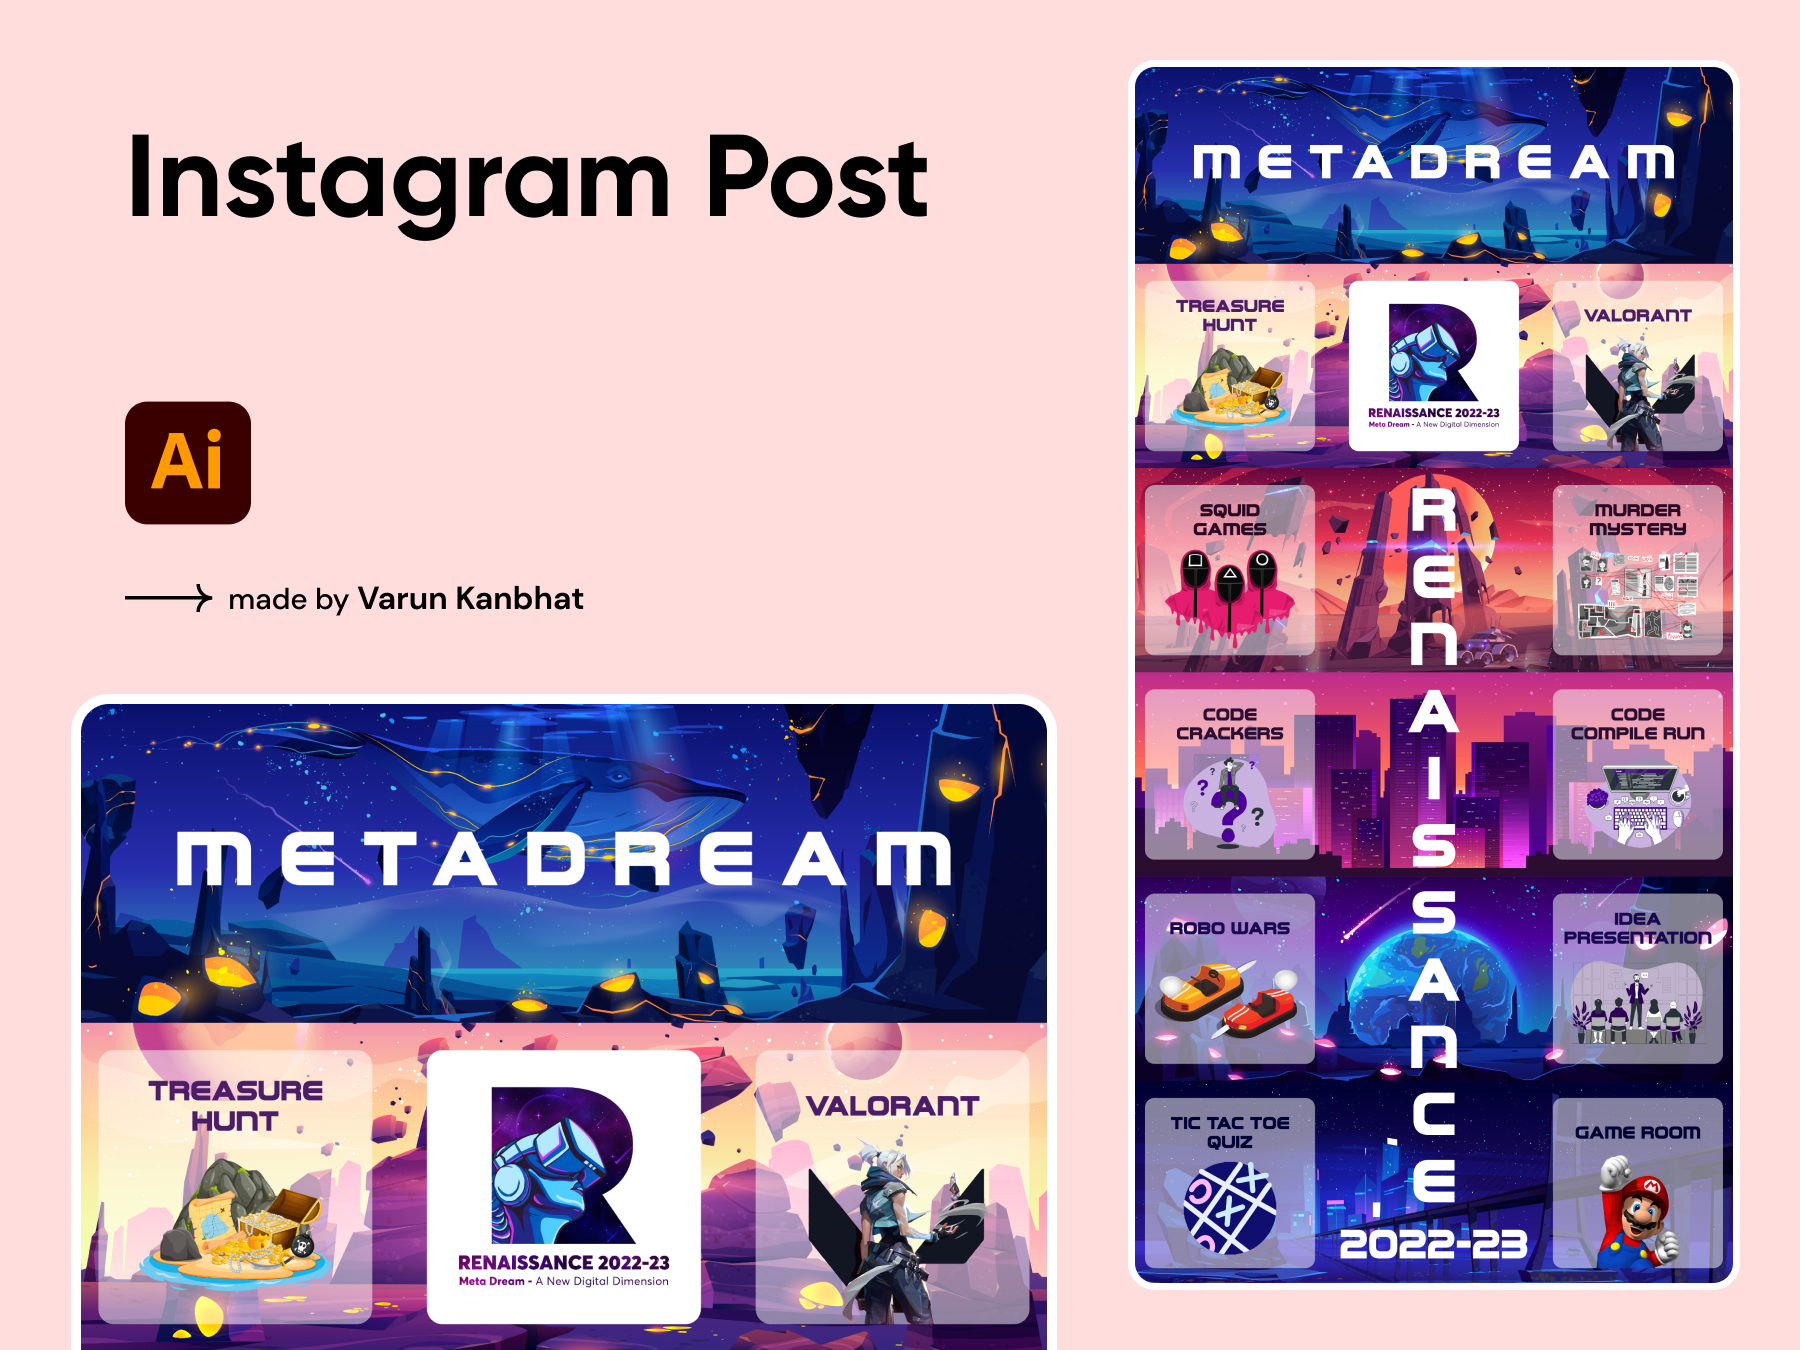 Instagram Post
Ai
made by Varun Kanbhat
METADREAM
TREASURE
HUNT
RENAISSANCE 2022-23
Meta Dream - A New Digital Dimension
VALORANT
METADREAM
TREASURE
HUNT
R
RENAISSANCE 2022-23
Meta Dream - A New Digital Dimension
VALORANT
SQUID
GAMES
MURDER
MYSTERY
CODE
CRACKERS
CODE
COMPILE RUN
ROBO WARS
IDEA
PRESENTATION
TIC TAC TOE
QUIZ
GAME ROOM
RENAISSANCE
2022-23